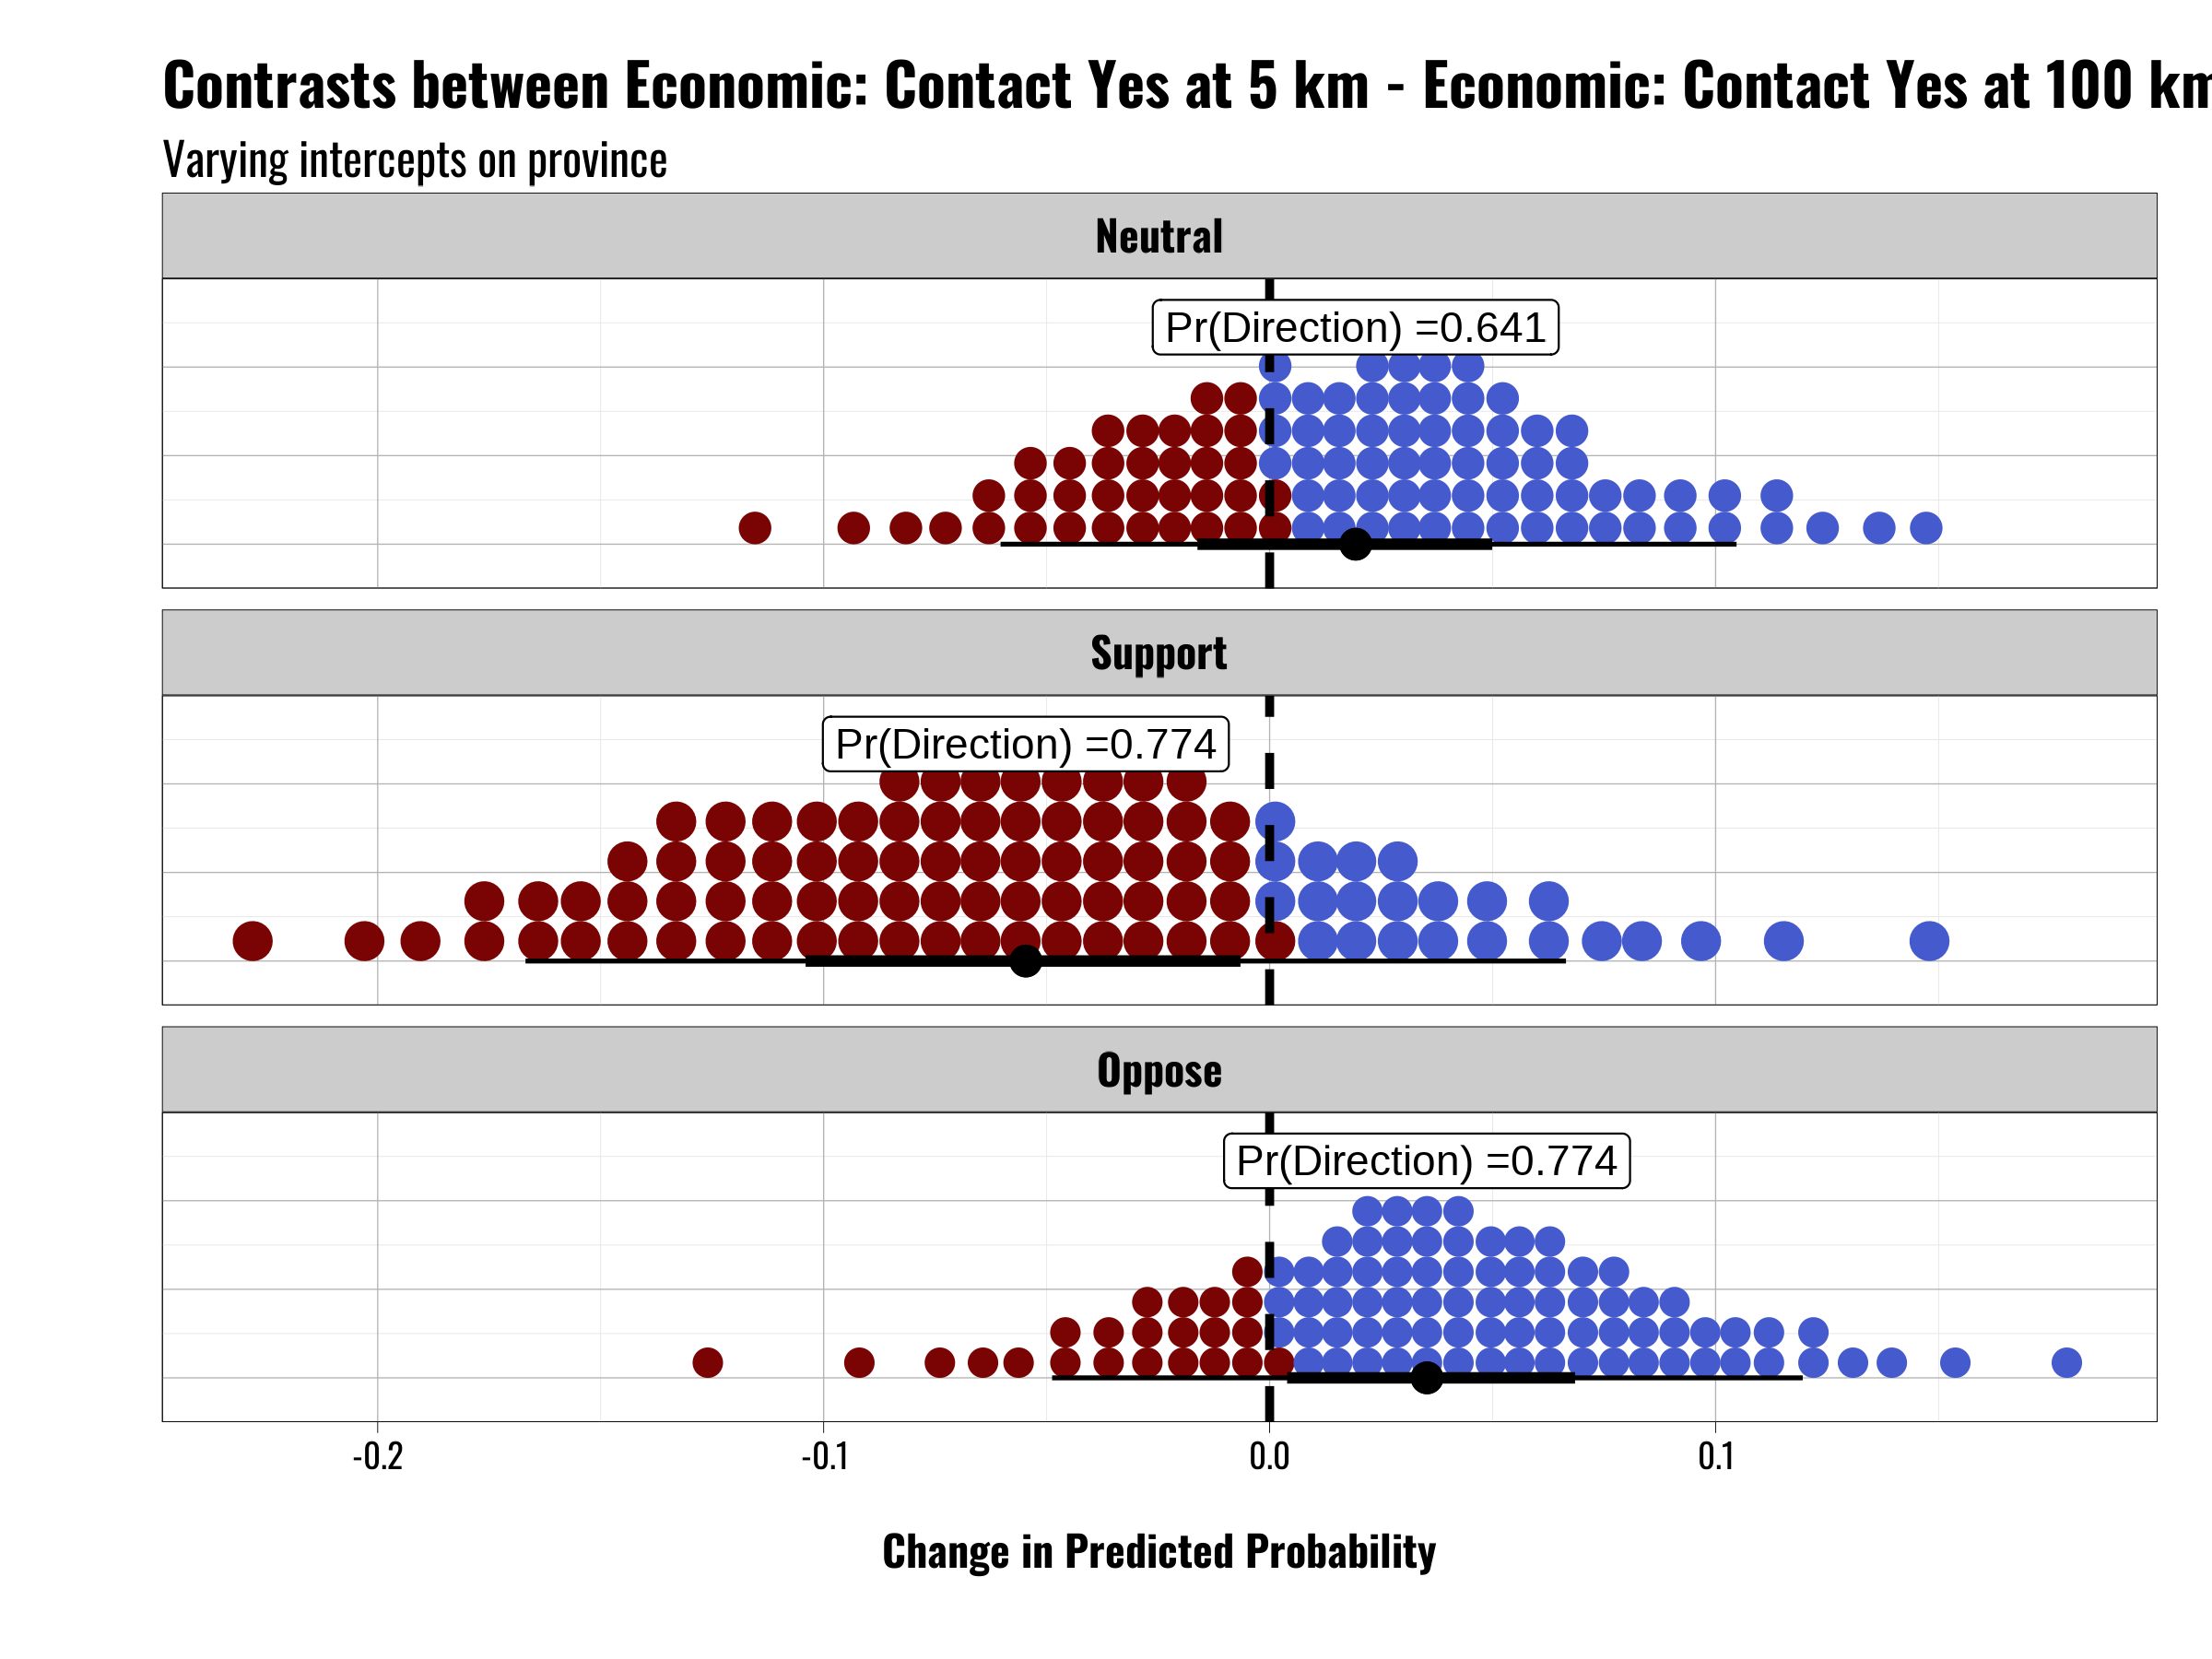 Contrasts between Economic: Contact Yes at 5 km - Economic: Contact Yes at 100 km
Varying intercepts on province
Neutral
Pr(Direction) =0.641
Support
Pr(Direction) =0.774
Oppose
Pr(Direction) =0.774
-0.2 -0.1 0.0 0.1
Change in Predicted Probability